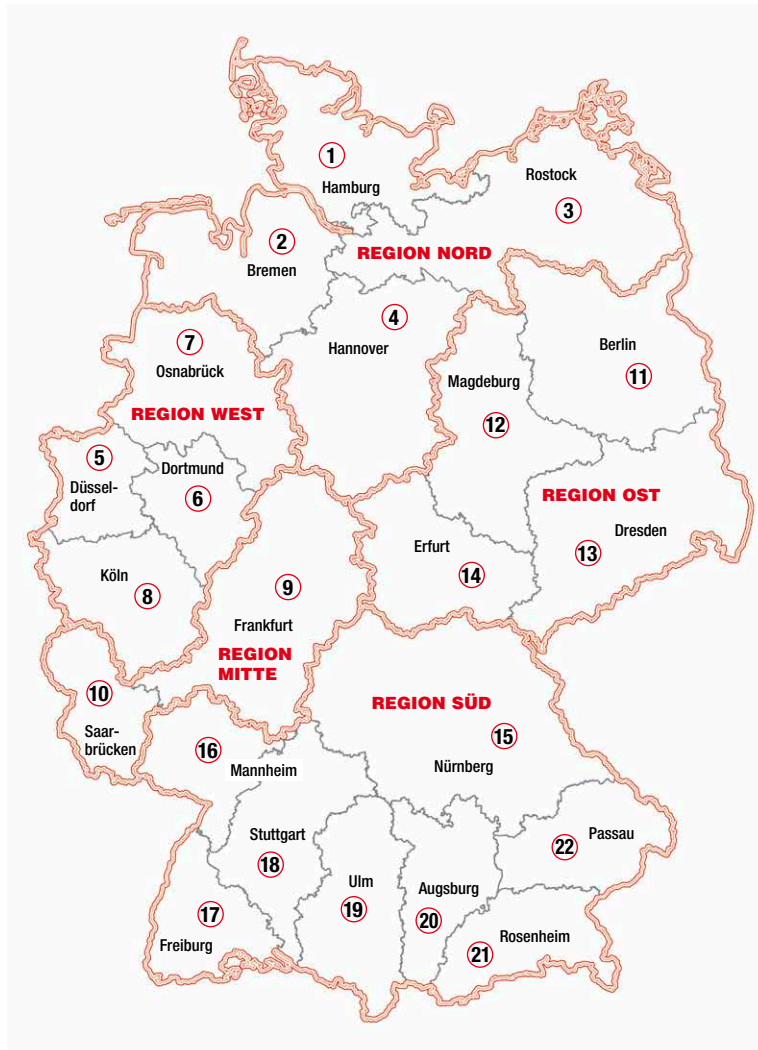 1
Hamburg
Rostock
3
2
Bremen
REGION NORD
4
Hannover
7
Osnabrück
Berlin
11
Magdeburg
12
REGION WEST
5
Düssel-
dorf
Dortmund
6
REGION OST
Dresden
13
Erfurt
14
Köln
8
9
Frankfurt
REGION
MITTE
10
Saar-
brücken
REGION SÜD
15
Nürnberg
16
Mannheim
Stuttgart
18
Passau
22
Ulm
19
Augsburg
20
17
Freiburg
Rosenheim
21